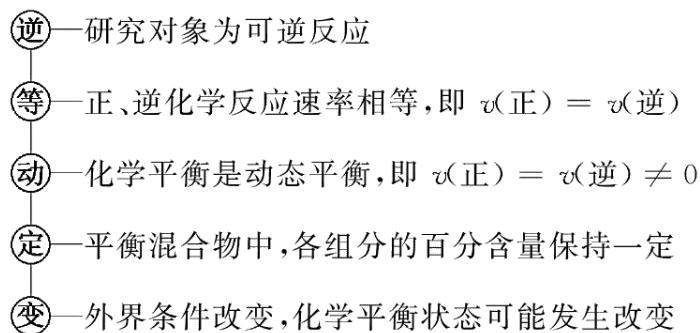 逆—研究对象为可逆反应
等—正、逆化学反应速率相等,即 v(正) = v(逆)
动—化学平衡是动态平衡,即 v(正) = v(逆) ≠ 0
定—平衡混合物中,各组分的百分含量保持一定
变—外界条件改变,化学平衡状态可能发生改变